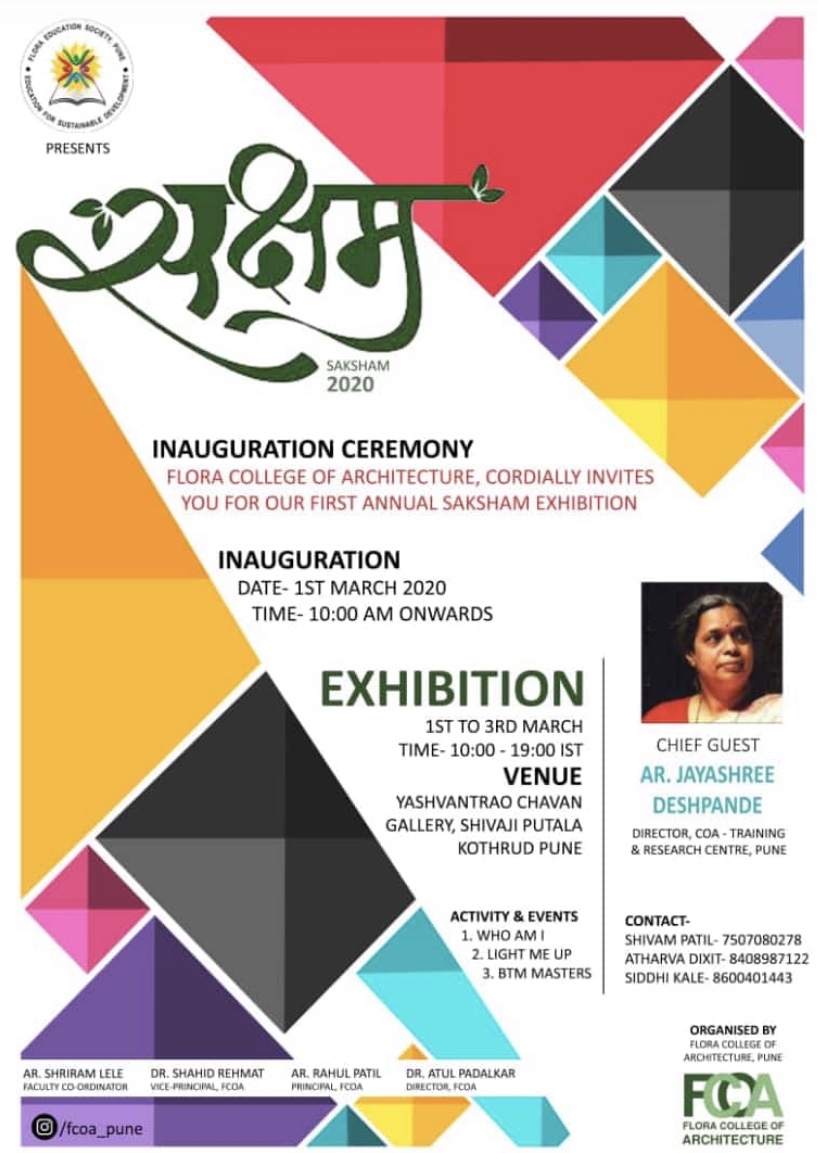 FLORA EDUCATION SOCIETY, PUNE
EDUCATION FOR SUSTAINABLE DEVELOPMENT
PRESENTS
सक्षम
SAKSHAM
2020
INAUGURATION CEREMONY
FLORA COLLEGE OF ARCHITECTURE, CORDIALLY INVITES
YOU FOR OUR FIRST ANNUAL SAKSHAM EXHIBITION
INAUGURATION
DATE- 1ST MARCH 2020
TIME- 10:00 AM ONWARDS
EXHIBITION
1ST TO 3RD MARCH
TIME- 10:00 - 19:00 IST
VENUE
YASHVANTRAO CHAVAN
GALLERY, SHIVAJI PUTALA
KOTHRUD PUNE
CHIEF GUEST
AR. JAYASHREE
DESHPANDE
DIRECTOR, COA - TRAINING
& RESEARCH CENTRE, PUNE
ACTIVITY & EVENTS
1. WHO AM I
2. LIGHT ME UP
3. BTM MASTERS
CONTACT-
SHIVAM PATIL- 7507080278
ATHARVA DIXIT- 8408987122
SIDDHI KALE- 8600401443
ORGANISED BY
FLORA COLLEGE OF
ARCHITECTURE, PUNE
FCOA
FLORA COLLEGE OF
ARCHITECTURE
AR. SHRIRAM LELE
FACULTY CO-ORDINATOR
DR. SHAHID REHMAT
VICE-PRINCIPAL, FCOA
AR. RAHUL PATIL
PRINCIPAL, FCOA
DR. ATUL PADALKAR
DIRECTOR, FCOA
/fcoa_pune